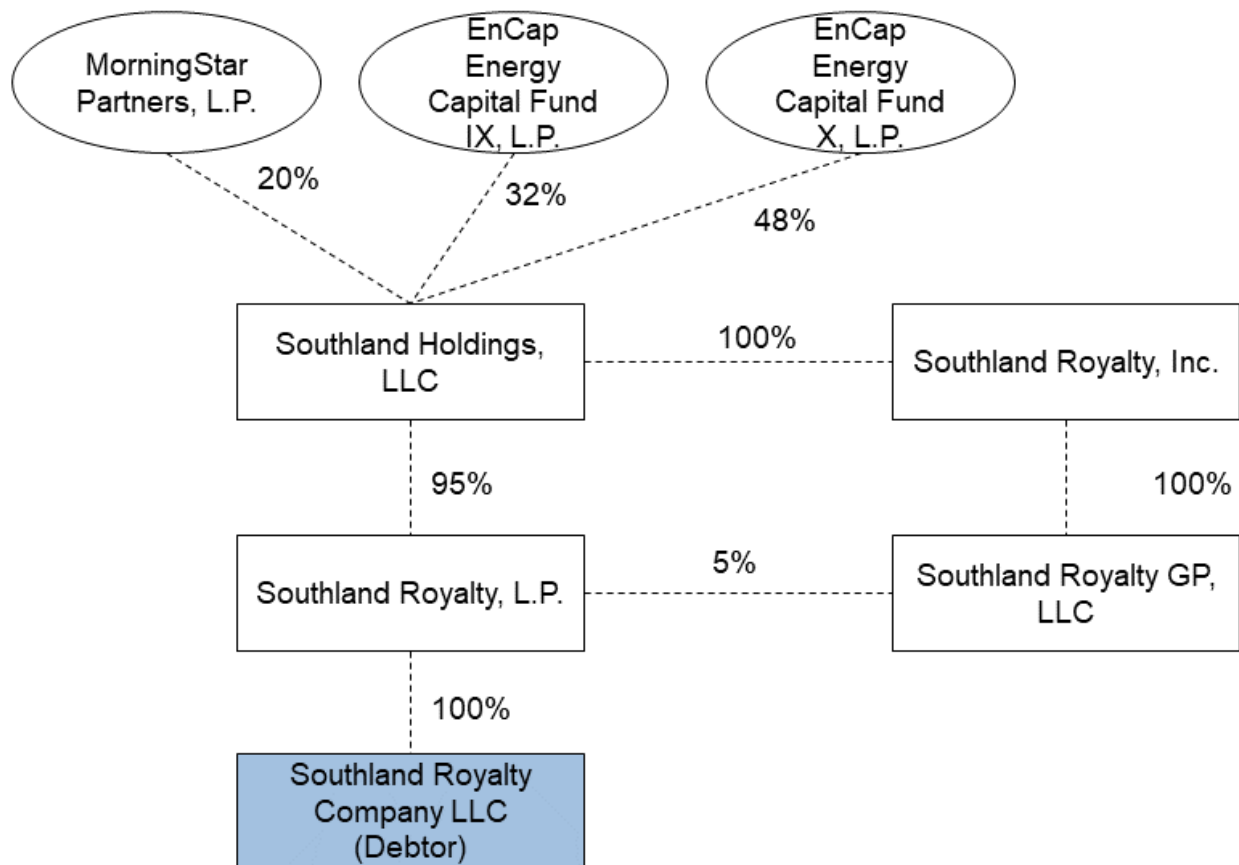 MorningStar
Partners, L.P.
EnCap
Energy
Capital Fund
IX, L.P.
EnCap
Energy
Capital Fund
X, L.P.
20%
32%
48%
Southland Holdings,
LLC
100%
Southland Royalty, Inc.
95%
100%
Southland Royalty, L.P.
5%
Southland Royalty GP,
LLC
100%
Southland Royalty
Company LLC
(Debtor)